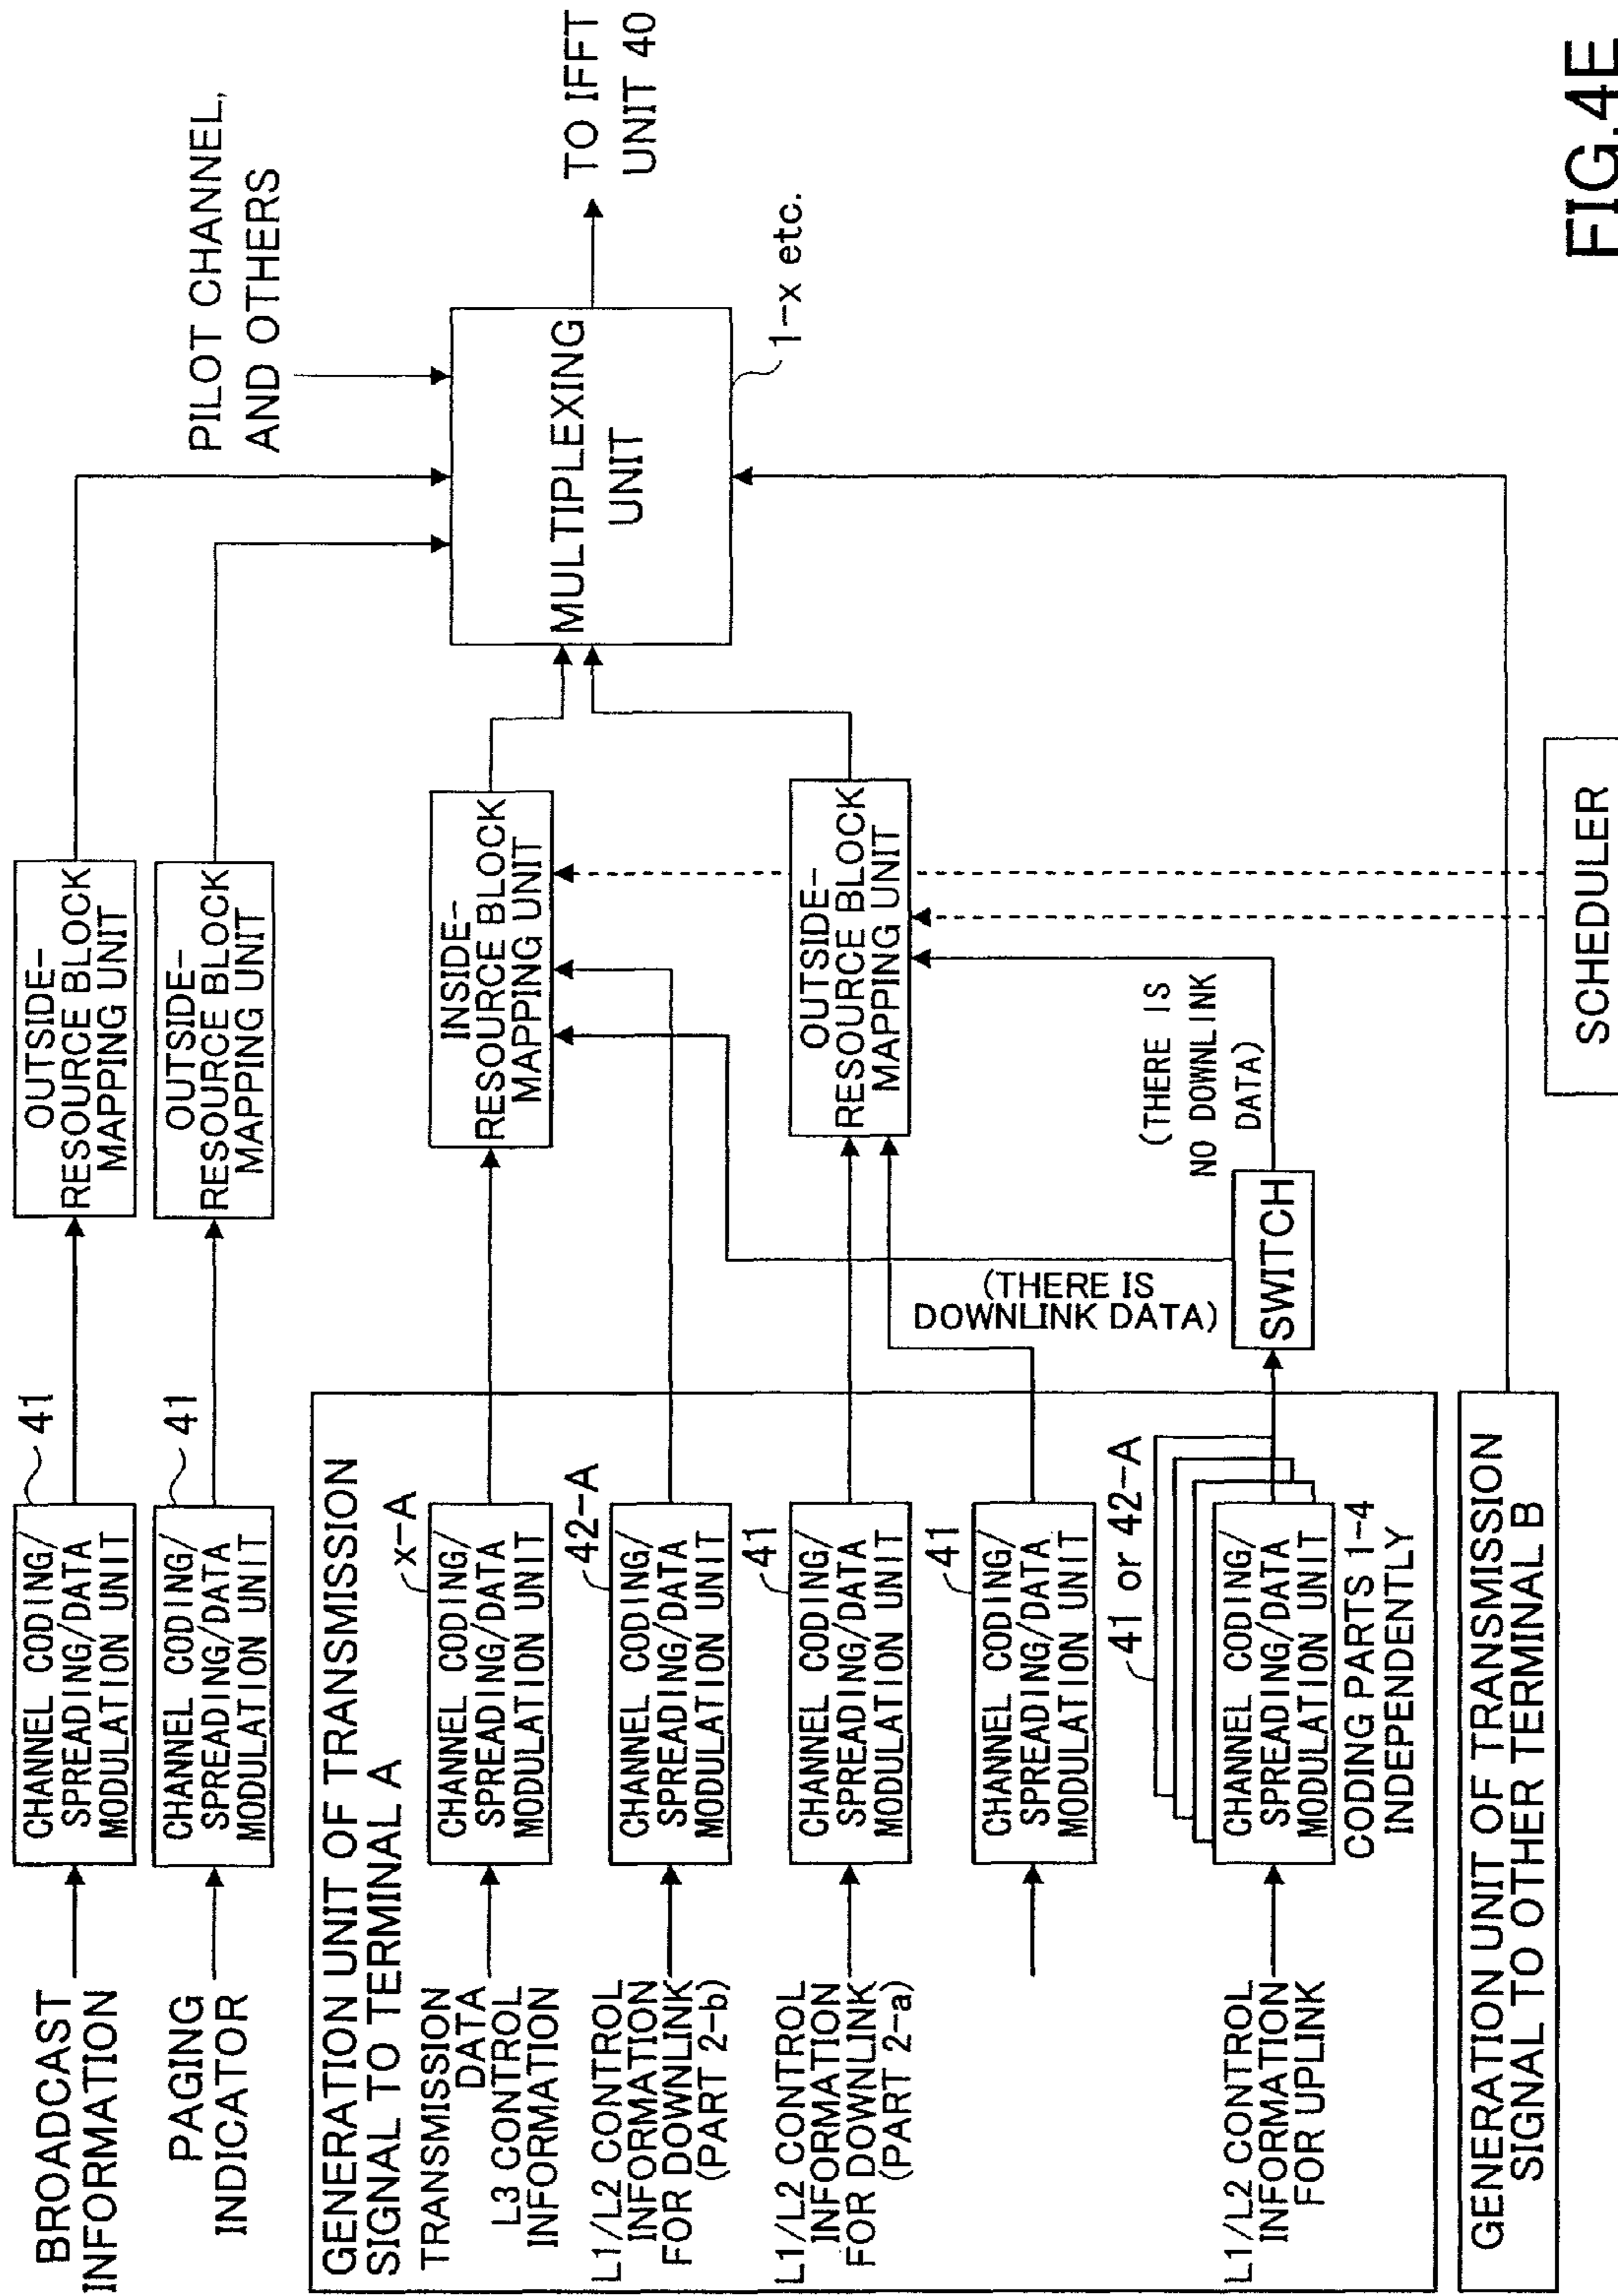 BROADCAST
INFORMATION
CHANNEL CODING/
SPREADING/DATA
MODULATION UNIT
41
OUTSIDE-
RESOURCE BLOCK
MAPPING UNIT
PAGING
INDICATOR
CHANNEL CODING/
SPREADING/DATA
MODULATION UNIT
41
OUTSIDE-
RESOURCE BLOCK
MAPPING UNIT
PILOT CHANNEL,
AND OTHERS
GENERATION UNIT OF TRANSMISSION
SIGNAL TO TERMINAL A
TRANSMISSION
DATA
L3 CONTROL
INFORMATION
x-A
CHANNEL CODING/
SPREADING/DATA
MODULATION UNIT
INSIDE-
RESOURCE BLOCK
MAPPING UNIT
MULTIPLEXING
UNIT
TO IFFT
UNIT 40
1-x etc.
L1/L2 CONTROL
INFORMATION
FOR DOWNLINK
(PART 2-b)
42-A
CHANNEL CODING/
SPREADING/DATA
MODULATION UNIT
L1/L2 CONTROL
INFORMATION
FOR DOWNLINK
(PART 2-a)
41
CHANNEL CODING/
SPREADING/DATA
MODULATION UNIT
OUTSIDE-
RESOURCE BLOCK
MAPPING UNIT
41
CHANNEL CODING/
SPREADING/DATA
MODULATION UNIT
(THERE IS
DOWNLINK DATA)
(THERE IS
NO DOWNLINK
DATA)
L1/L2 CONTROL
INFORMATION
FOR UPLINK
41 or 42-A
CHANNEL CODING/
SPREADING/DATA
MODULATION UNIT
CODING PARTS 1-4
INDEPENDENTLY
SWITCH
GENERATION UNIT OF TRANSMISSION
SIGNAL TO OTHER TERMINAL B
SCHEDULER
FIG.4E